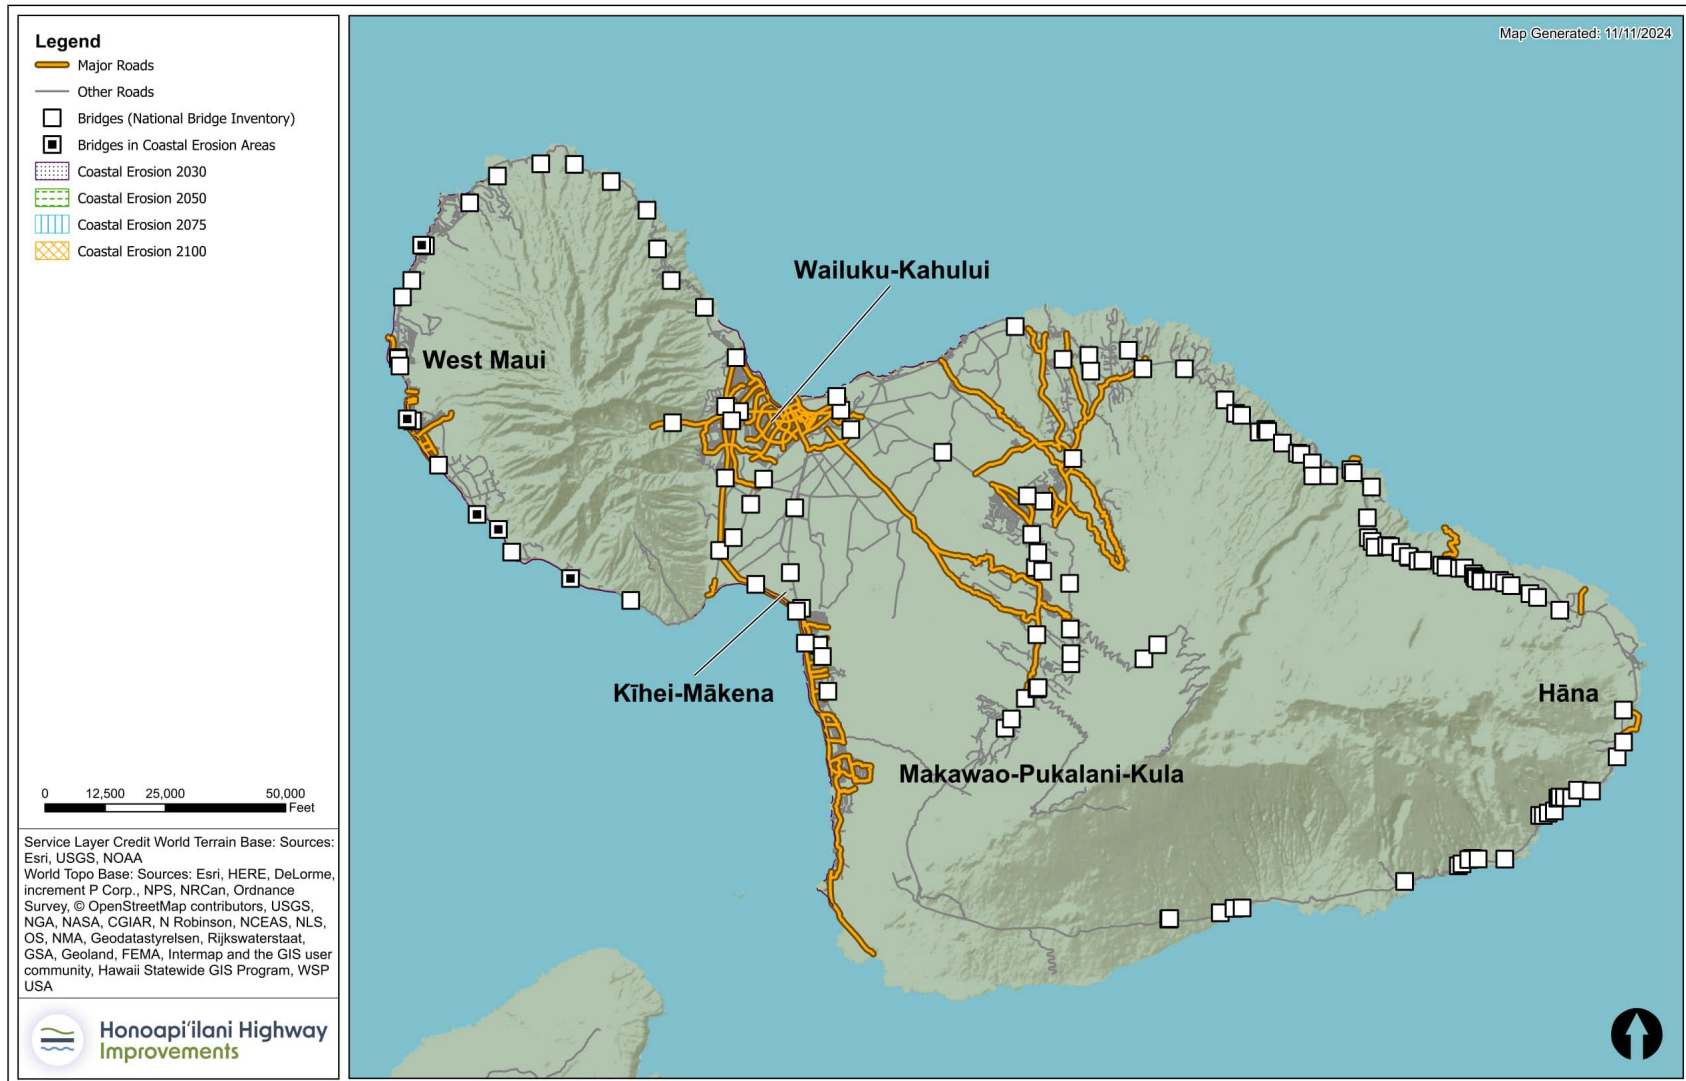 Legend
Major Roads
Other Roads
Bridges (National Bridge Inventory)
Bridges in Coastal Erosion Areas
Coastal Erosion 2030
Coastal Erosion 2050
Coastal Erosion 2075
Coastal Erosion 2100
0 12,500 25,000 50,000
Feet
Service Layer Credit World Terrain Base: Sources:
Esri, USGS, NOAA
World Topo Base: Sources: Esri, HERE, DeLorme,
increment P Corp., NPS, NRCan, Ordnance
Survey, © OpenStreetMap contributors, USGS,
NGA, NASA, CGIAR, N Robinson, NCEAS, NLS,
OS, NMA, Geodatastyrelsen, Rijkswaterstaat,
GSA, Geoland, FEMA, Intermap and the GIS user
community, Hawaii Statewide GIS Program, WSP
USA
Honoapiʻilani Highway
Improvements
Map Generated: 11/11/2024
Wailuku-Kahului
West Maui
Kīhei-Mākena
Hāna
Makawao-Pukalani-Kula